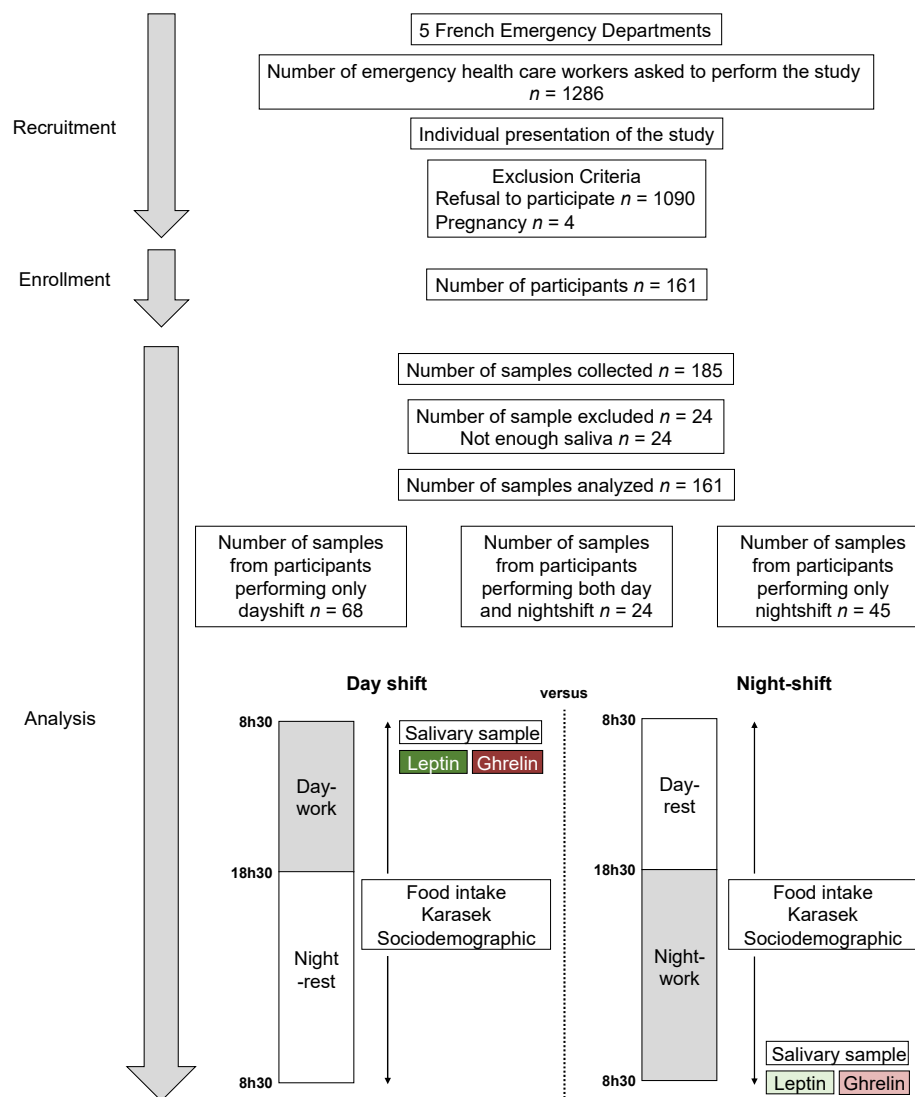 5 French Emergency Departments
Number of emergency health care workers asked to perform the study
n = 1286
Recruitment
Individual presentation of the study
Exclusion Criteria
Refusal to participate n = 1090
Pregnancy n = 4
Enrollment
Number of participants n = 161
Number of samples collected n = 185
Number of sample excluded n = 24
Not enough saliva n = 24
Number of samples analyzed n = 161
Number of samples
from participants
performing only
dayshift n = 68
Number of samples
from participants
performing both day
and nightshift n = 24
Number of samples
from participants
performing only
nightshift n = 45
Analysis
Day shift
versus
Night-shift
8h30
Day-
work
18h30
Night
-rest
8h30
Salivary sample
Leptin Ghrelin
Food intake
Karasek
Sociodemographic
8h30
Day-
rest
18h30
Night-
work
8h30
Food intake
Karasek
Sociodemographic
Salivary sample
Leptin Ghrelin